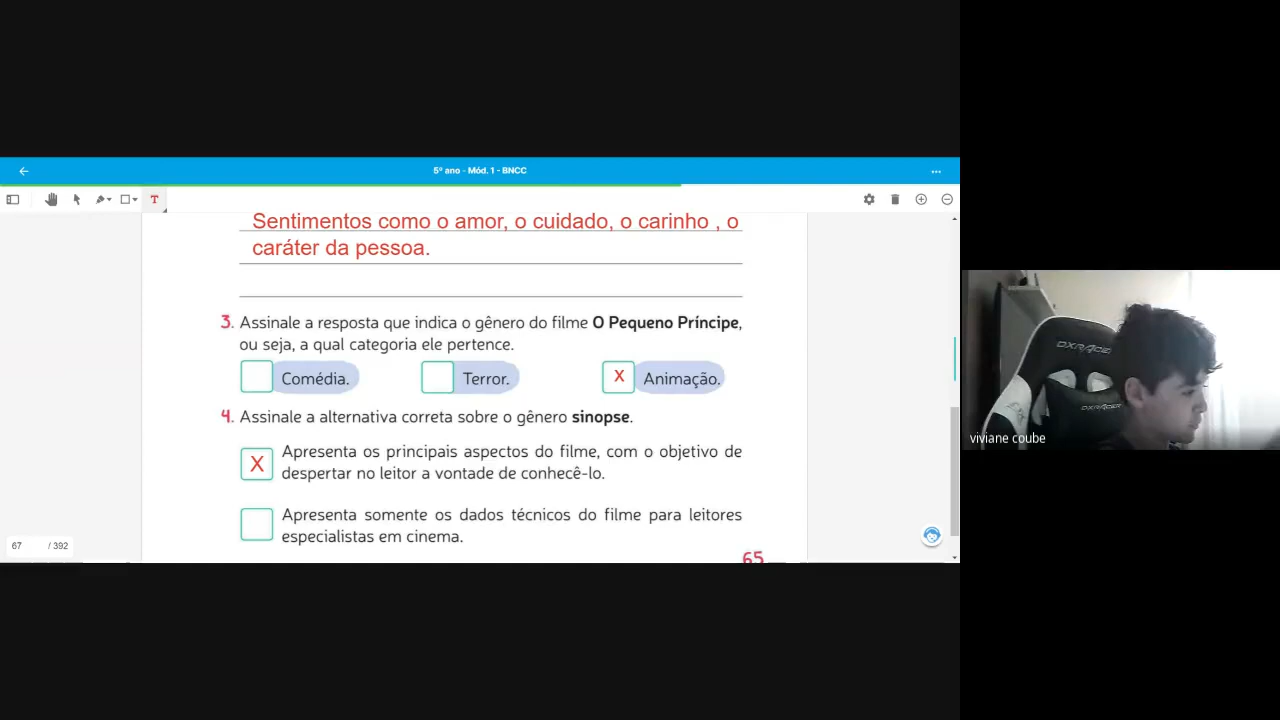 5º ano - Mód. 1 - BNCC
T
Sentimentos como o amor, o cuidado, o carinho , o
caráter da pessoa.
3. Assinale a resposta que indica o gênero do filme O Pequeno Príncipe,
ou seja, a qual categoria ele pertence.
Comédia.
Terror.
X Animação.
4. Assinale a alternativa correta sobre o gênero sinopse.
X Apresenta os principais aspectos do filme, com o objetivo de
despertar no leitor a vontade de conhecê-lo.
Apresenta somente os dados técnicos do filme para leitores
especialistas em cinema.
65
67 / 392
DXRACER
DXRACER
viviane coube